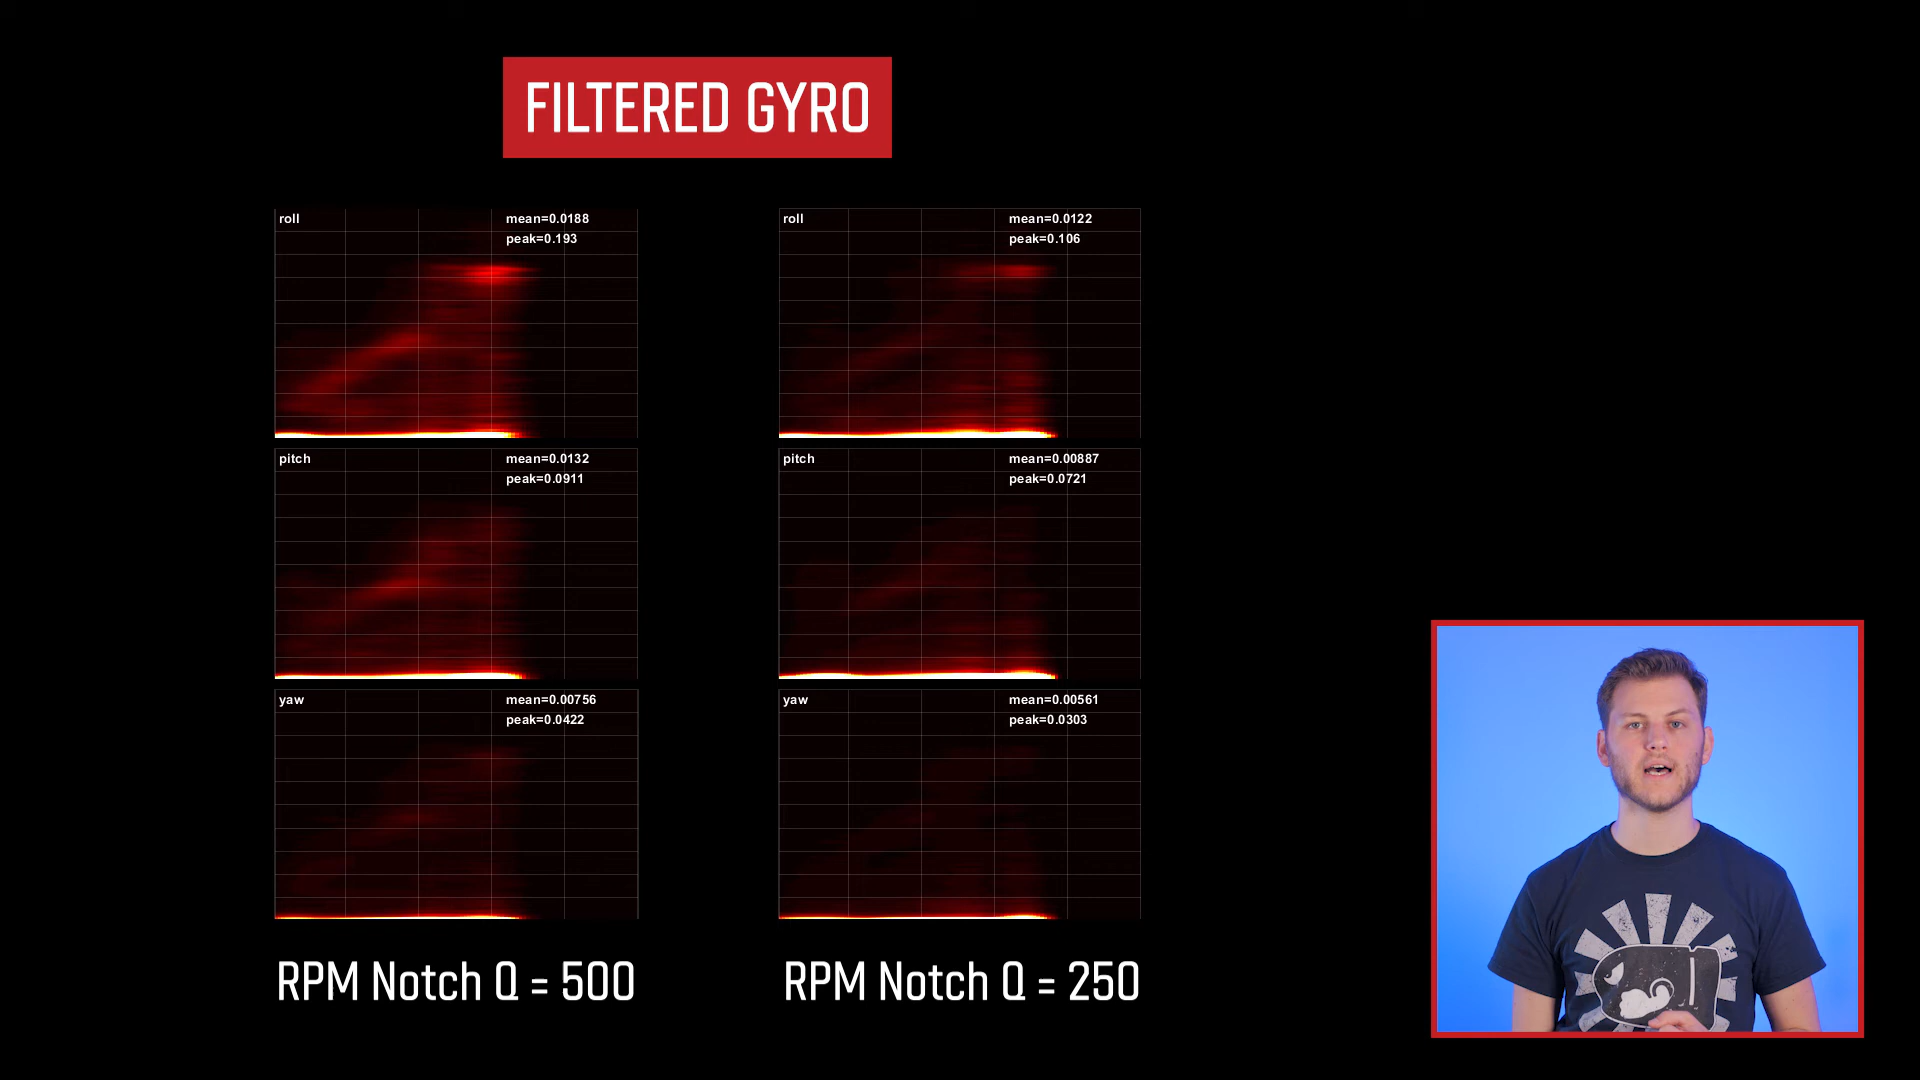 FILTERED GYRO
roll
mean=0.0188
peak=0.193
roll
mean=0.0122
peak=0.106
pitch
mean=0.0132
peak=0.0911
pitch
mean=0.00887
peak=0.0721
yaw
mean=0.00756
peak=0.0422
yaw
mean=0.00561
peak=0.0303
RPM Notch Q = 500
RPM Notch Q = 250